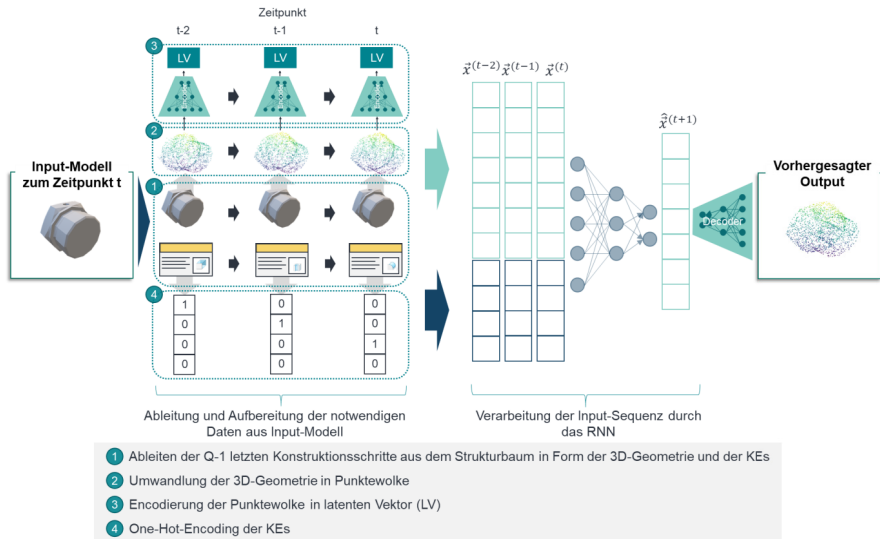 Zeitpunkt
t-2 t-1 t
3 LV LV LV
2
1
Input-Modell
zum Zeitpunkt t
4
1 0 0
0 1 0
0 0 1
0 0 0
Ableitung und Aufbereitung der notwendigen
Daten aus Input-Modell
x⃗^(t−2) x⃗^(t−1) x⃗^(t)
x̂⃗^(t+1)
Decoder
Vorhergesagter
Output
Verarbeitung der Input-Sequenz durch
das RNN
1 Ableiten der Q-1 letzten Konstruktionsschritte aus dem Strukturbaum in Form der 3D-Geometrie und der KEs
2 Umwandlung der 3D-Geometrie in Punktewolke
3 Encodierung der Punktewolke in latenten Vektor (LV)
4 One-Hot-Encoding der KEs